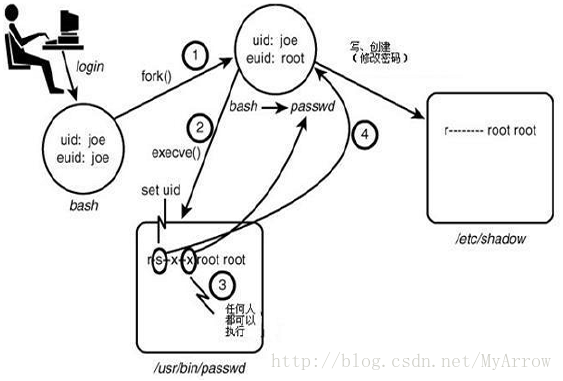 login
uid: joe
euid: joe
bash
fork()
①
uid: joe
euid: root
bash
passwd
写、创建
(修改密码)
②
execve()
④
r-------- root root
/etc/shadow
set uid
r-s--x--x root root
③
任何人
都可以
执行
/usr/bin/passwd
http://blog.csdn.net/MyArrow